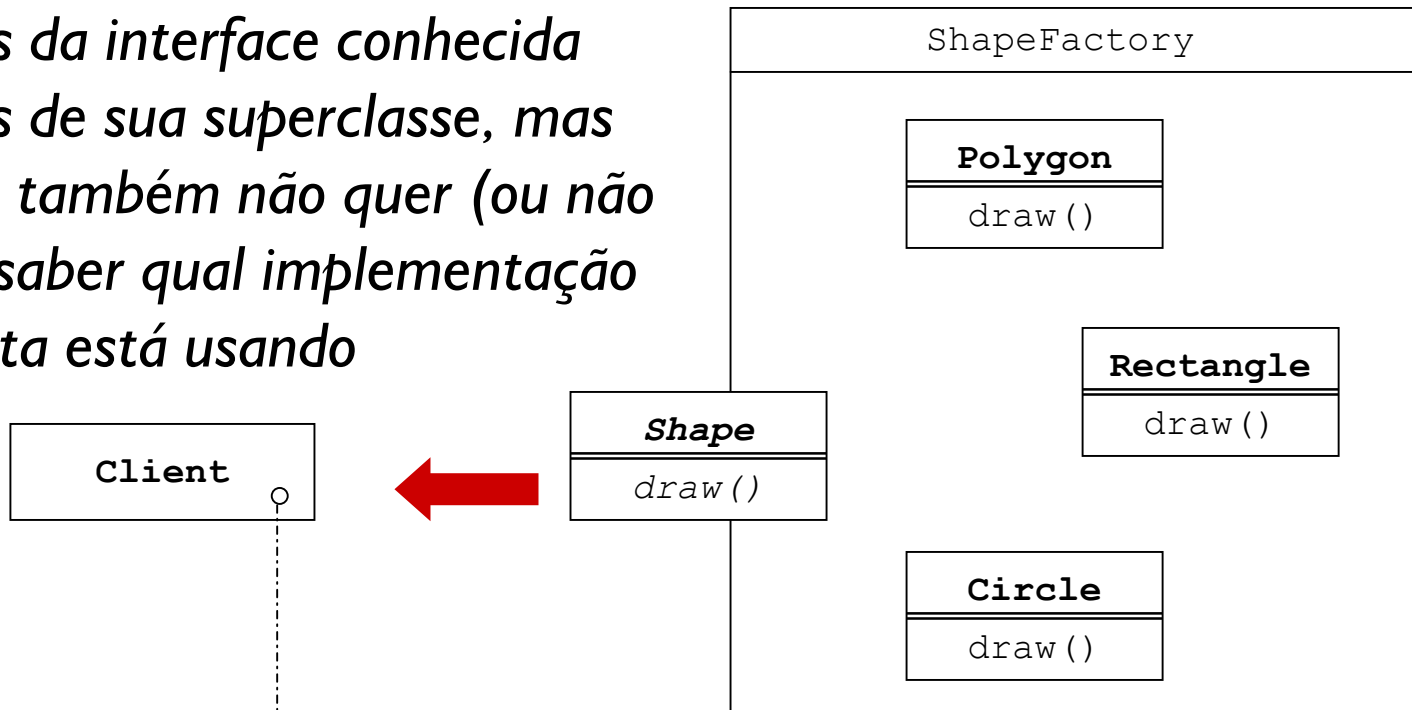 s da interface conhecida
s de sua superclasse, mas
também não quer (ou não
saber qual implementação
ta está usando
ShapeFactory
Polygon
draw()
Rectangle
draw()
Shape
draw()
Client
Circle
draw()